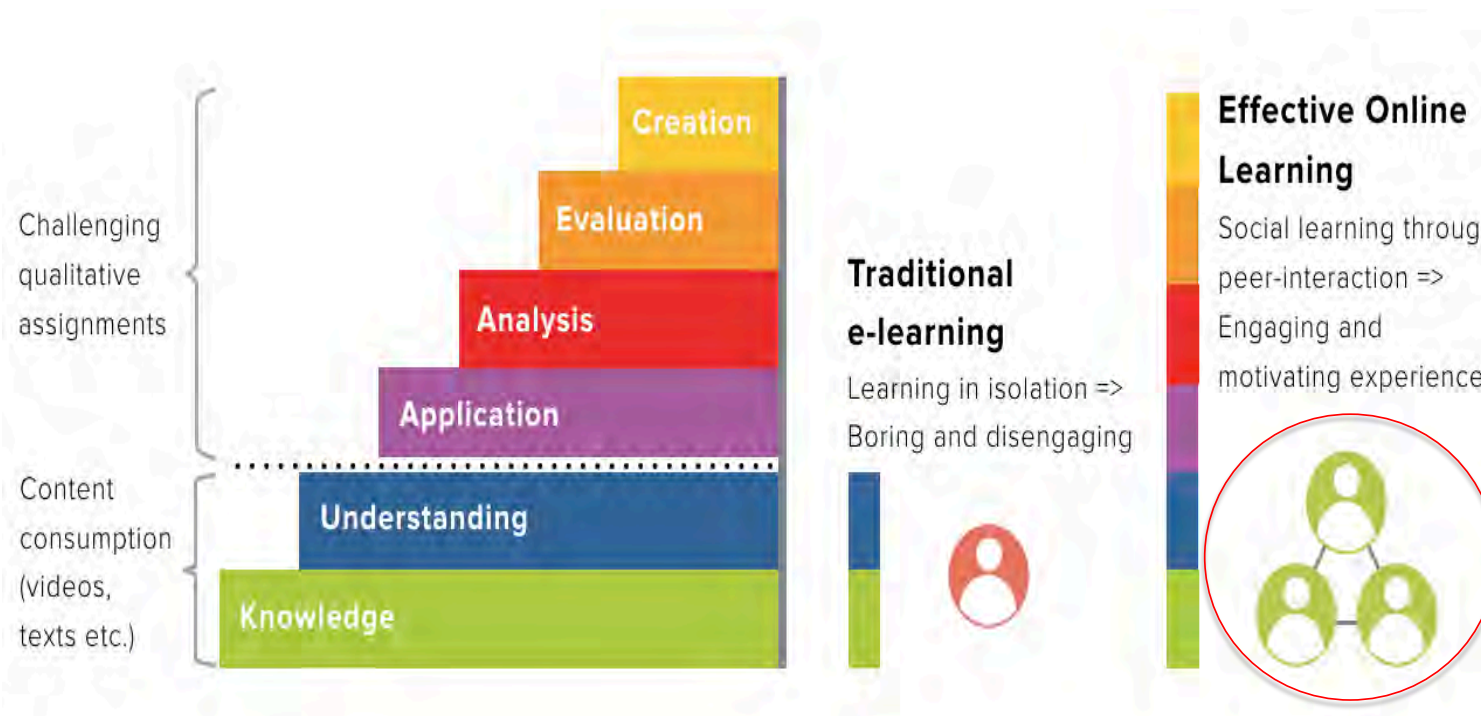 Creation
Evaluation
Analysis
Application
Understanding
Knowledge
Challenging
qualitative
assignments
Content
consumption
(videos,
texts etc.)
Traditional
e-learning
Learning in isolation =>
Boring and disengaging
Effective Online
Learning
Social learning throug
peer-interaction =>
Engaging and
motivating experience